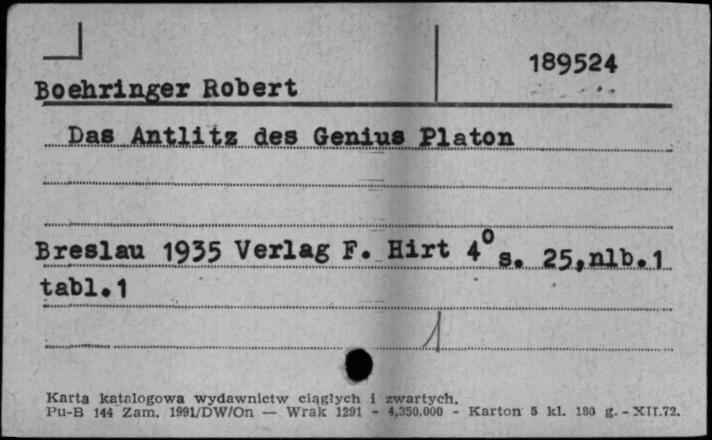 189524
Boehringer Robert
Das Antlitz des Genius Platon
Breslau 1935 Verlag F. Hirt 4° s. 25,nlb.1
tabl.1
1
Karta katalogowa wydawnictw ciągłych i zwartych.
Pu-B 144 Zam. 1991/DW/On — Wrak 1291 - 4,350.000 - Karton 5 kl. 180 g. - XII.72.